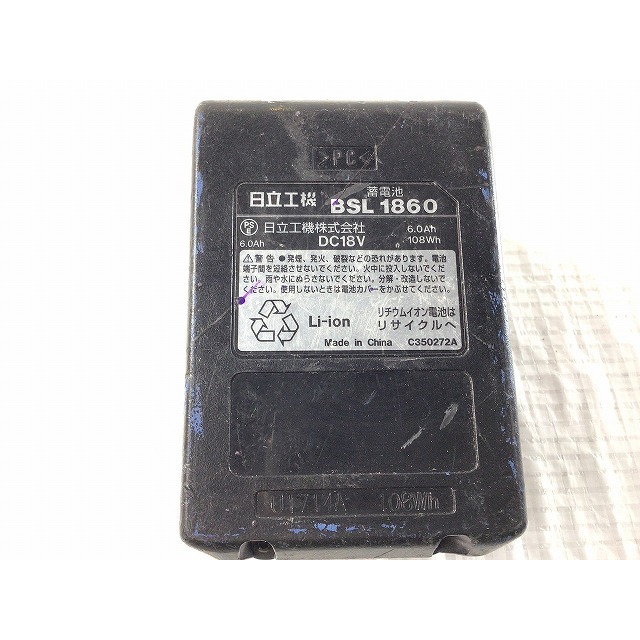 >PC<
日立工機
蓄電池
BSL 1860
PS
E
日立工機株式会社
6.0Ah
6.0Ah
DC18V
108Wh
⚠警告 ●発煙、発火、破裂などの恐れがあります。電池
端子間を短絡させないでください。火中に投入しないでくだ
さい。雨や水にぬらさないでください。分解・改造しないで
ください。使用しないときは電池カバーをかぶせてください。
Li-ion
リチウムイオン電池は
リサイクルへ
Made in China
C350272A
108Wh